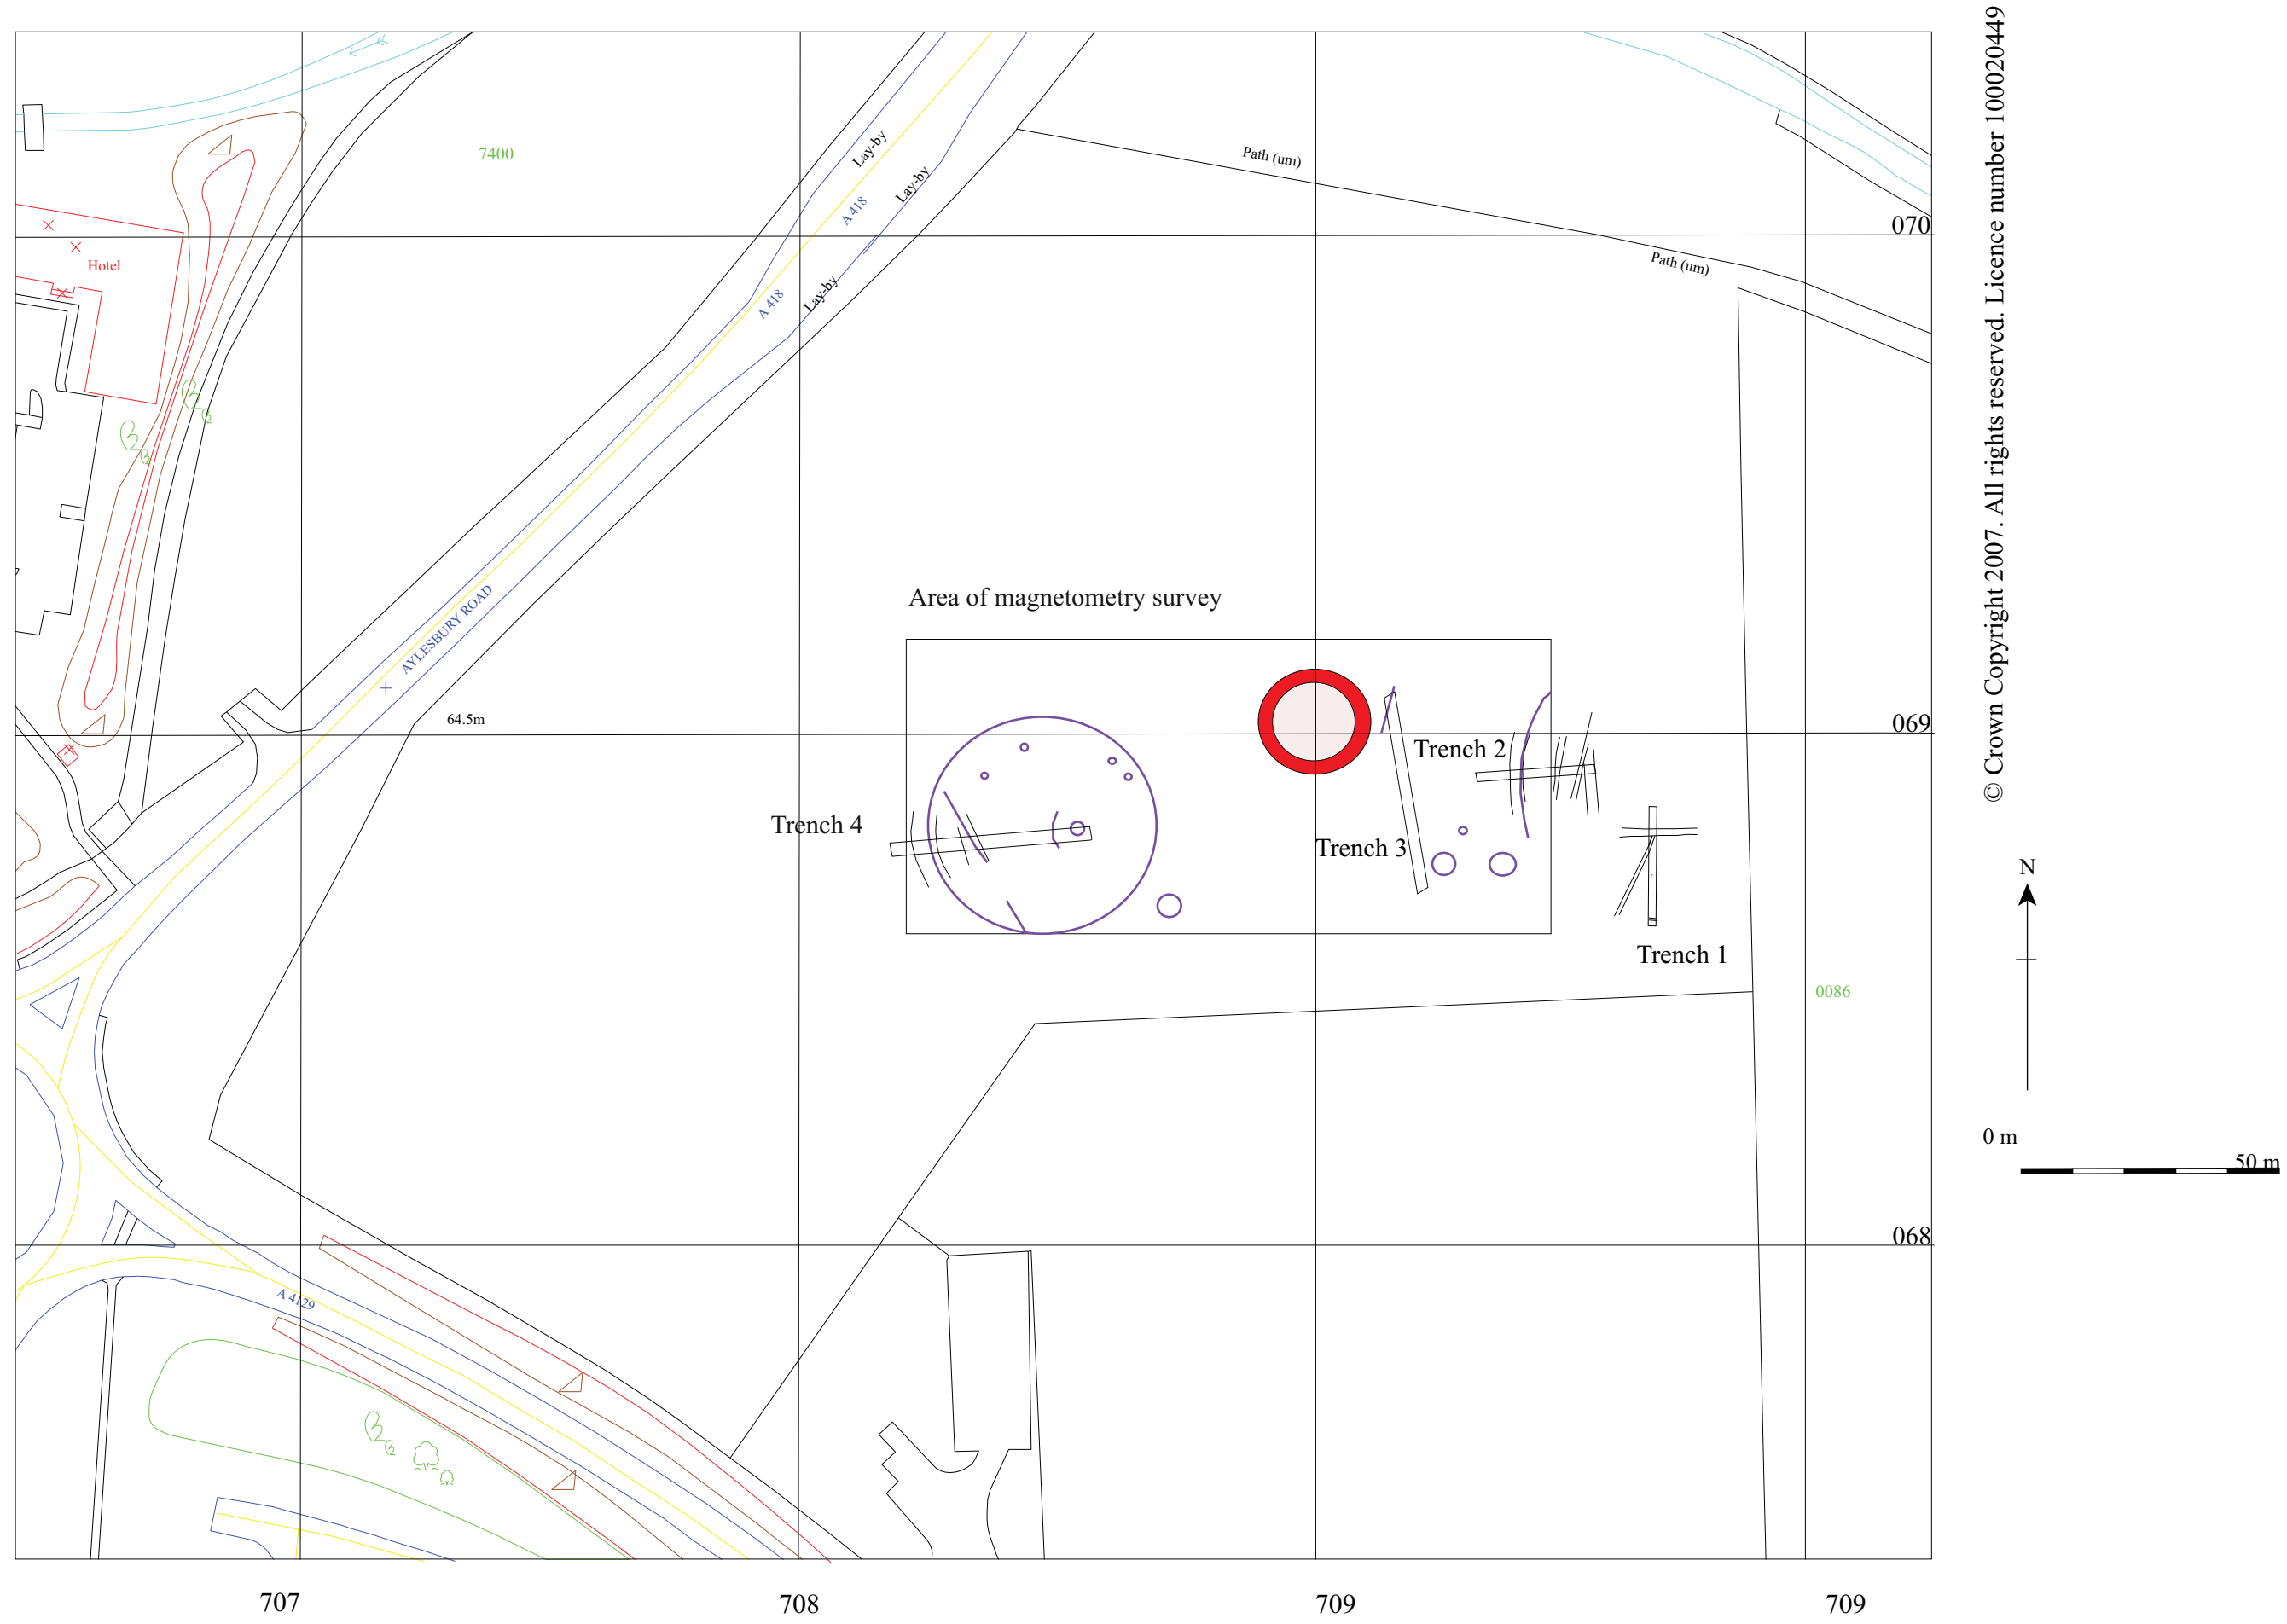 7400
Lay-by
Lay-by
A 418
Path (um)
070
Path (um)
Hotel
A 418
Lay-by
AYLESBURY ROAD
64.5m
Area of magnetometry survey
069
Trench 2
Trench 4
Trench 3
Trench 1
0086
068
A 4129
707
708
709
709
© Crown Copyright 2007. All rights reserved. Licence number 100020449
N
0 m
50 m